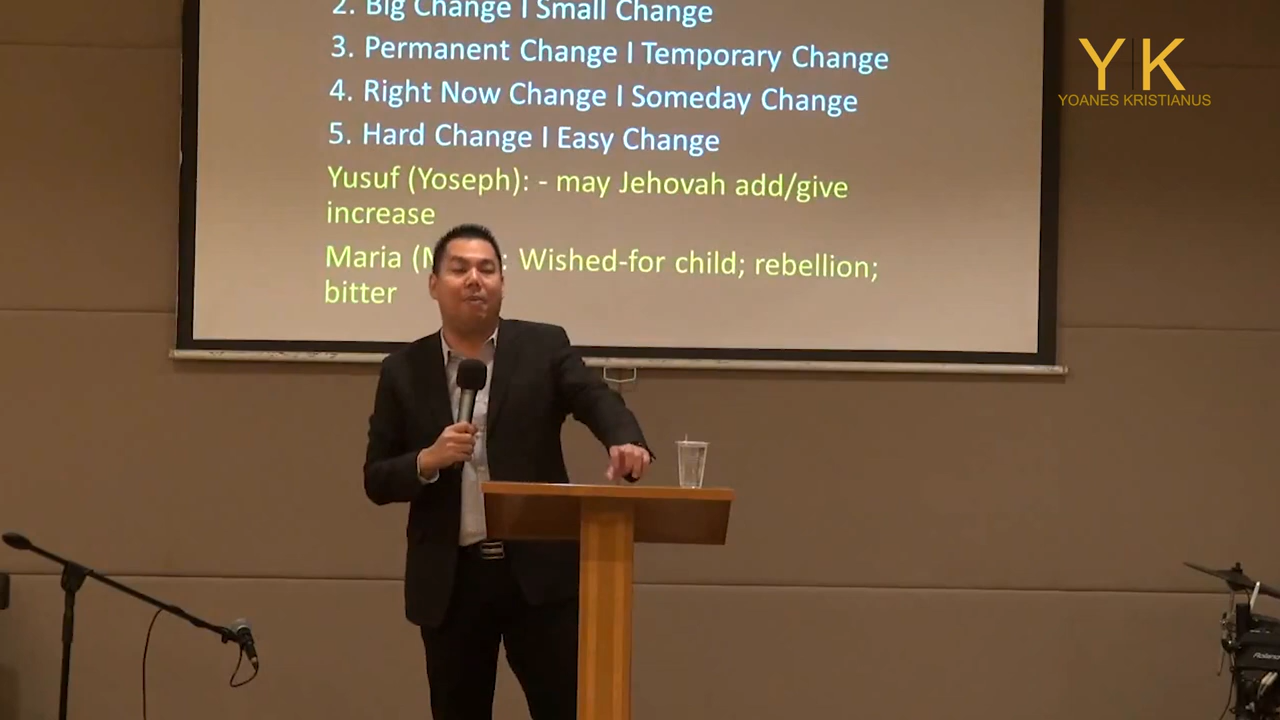 2. Big Change I Small Change
3. Permanent Change I Temporary Change
4. Right Now Change I Someday Change
5. Hard Change I Easy Change
Yusuf (Yoseph): - may Jehovah add/give
increase
Maria : Wished-for child; rebellion;
bitter
YK
YOANES KRISTIANUS
Roland